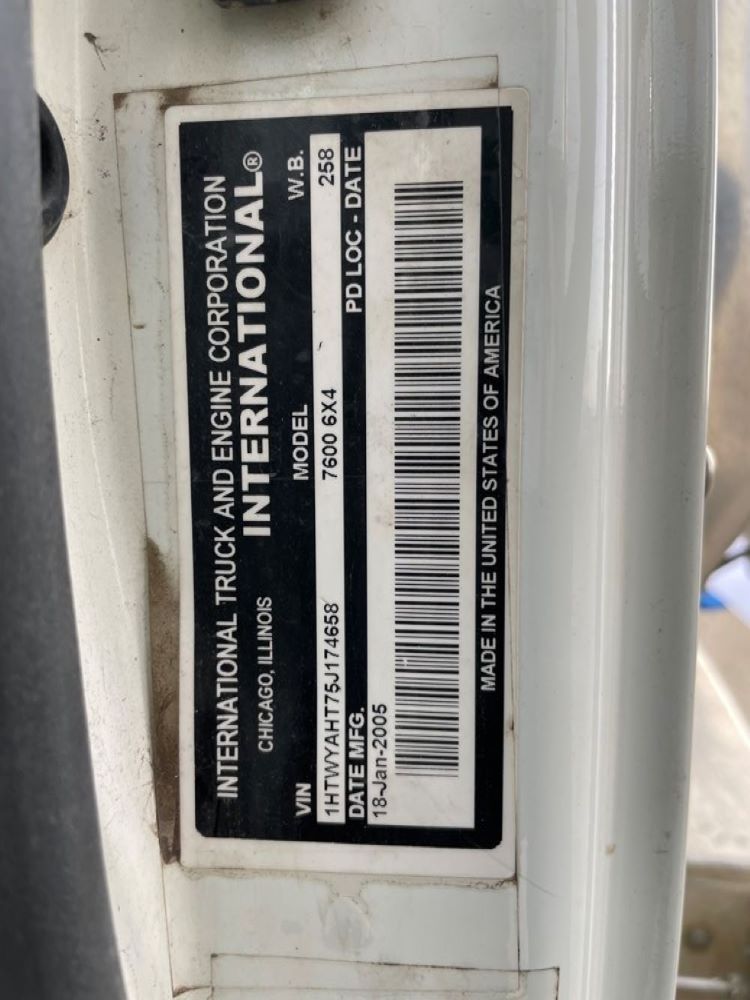 INTERNATIONAL TRUCK AND ENGINE CORPORATION
CHICAGO, ILLINOIS INTERNATIONAL®
VIN MODEL W.B.
1HTWYAHT75J174658 7600 6X4 258
DATE MFG. PD LOC - DATE
18-Jan-2005
MADE IN THE UNITED STATES OF AMERICA